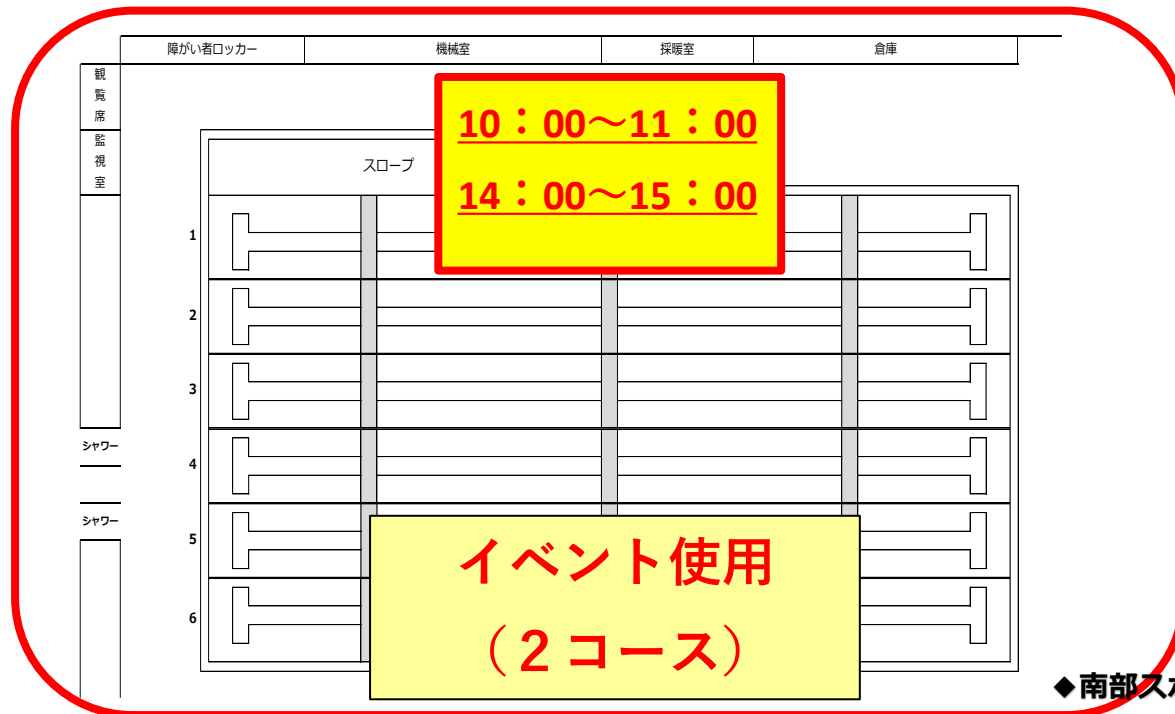 障がい者ロッカー 機械室 採暖室 倉庫
観覧席
監視室
10：00～11：00
14：00～15：00
スロープ
1
2
3
シャワー
4
シャワー
5
6
イベント使用
（２コース）
◆南部スポ